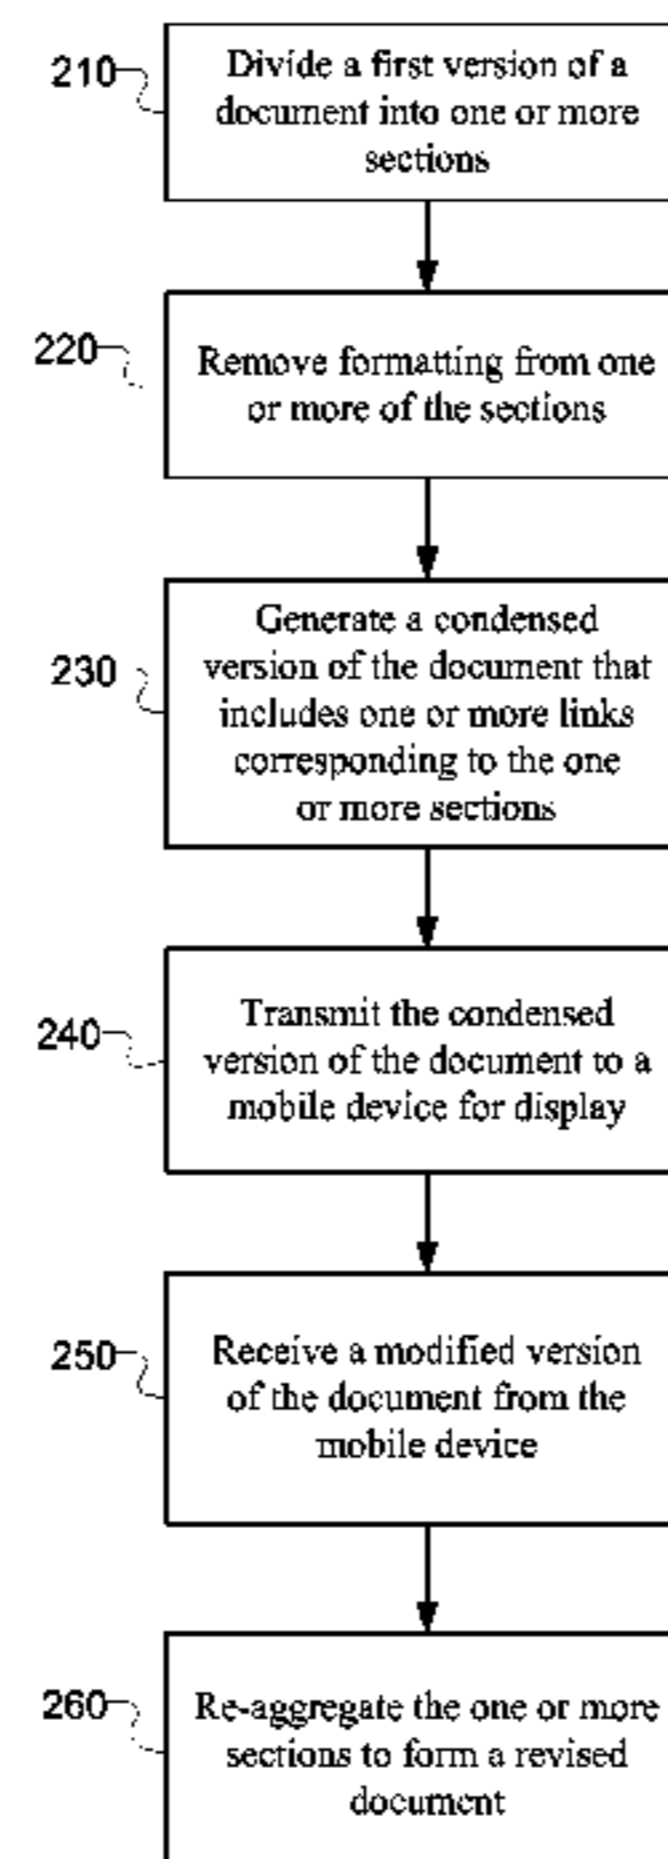 210
Divide a first version of a
document into one or more
sections
220
Remove formatting from one
or more of the sections
230
Generate a condensed
version of the document that
includes one or more links
corresponding to the one
or more sections
240
Transmit the condensed
version of the document to a
mobile device for display
250
Receive a modified version
of the document from the
mobile device
260
Re-aggregate the one or more
sections to form a revised
document